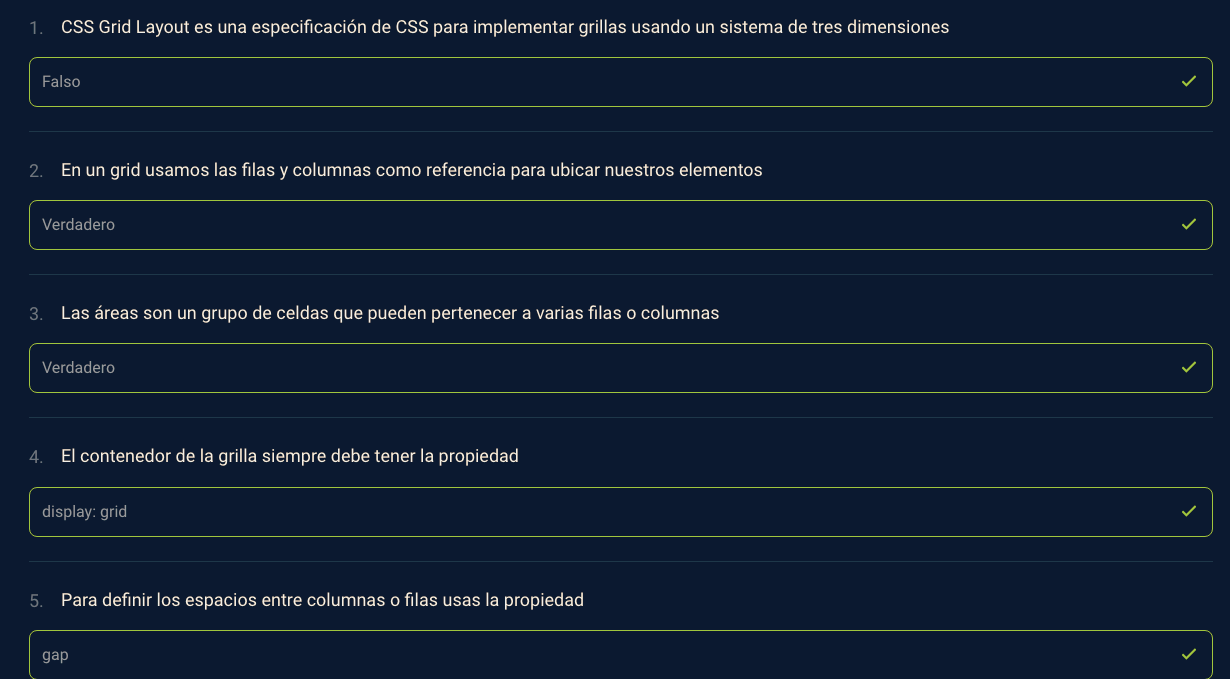 1. CSS Grid Layout es una especificación de CSS para implementar grillas usando un sistema de tres dimensiones
Falso
2. En un grid usamos las filas y columnas como referencia para ubicar nuestros elementos
Verdadero
3. Las áreas son un grupo de celdas que pueden pertenecer a varias filas o columnas
Verdadero
4. El contenedor de la grilla siempre debe tener la propiedad
display: grid
5. Para definir los espacios entre columnas o filas usas la propiedad
gap